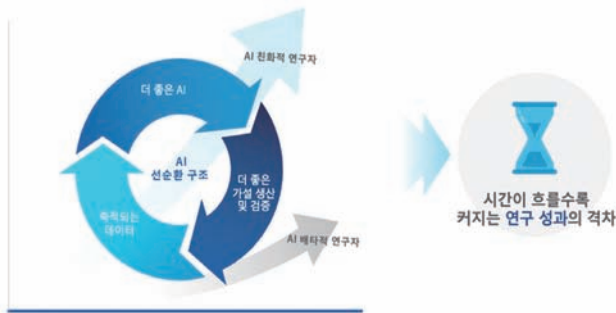 AI 친화적 연구자
더 좋은 AI
AI
선순환 구조
더 좋은
가설 생산
및 검증
축적되는
데이터
AI 배타적 연구자
시간이 흐를수록
커지는 연구 성과의 격차